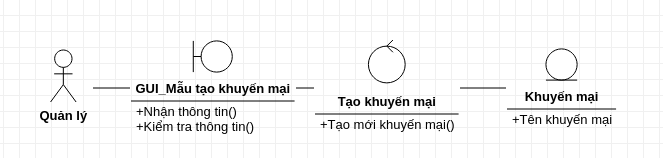 Quản lý
GUI_Mẫu tạo khuyến mại
+Nhận thông tin()
+Kiểm tra thông tin()
Tạo khuyến mại
+Tạo mới khuyến mại()
Khuyến mại
+Tên khuyến mại